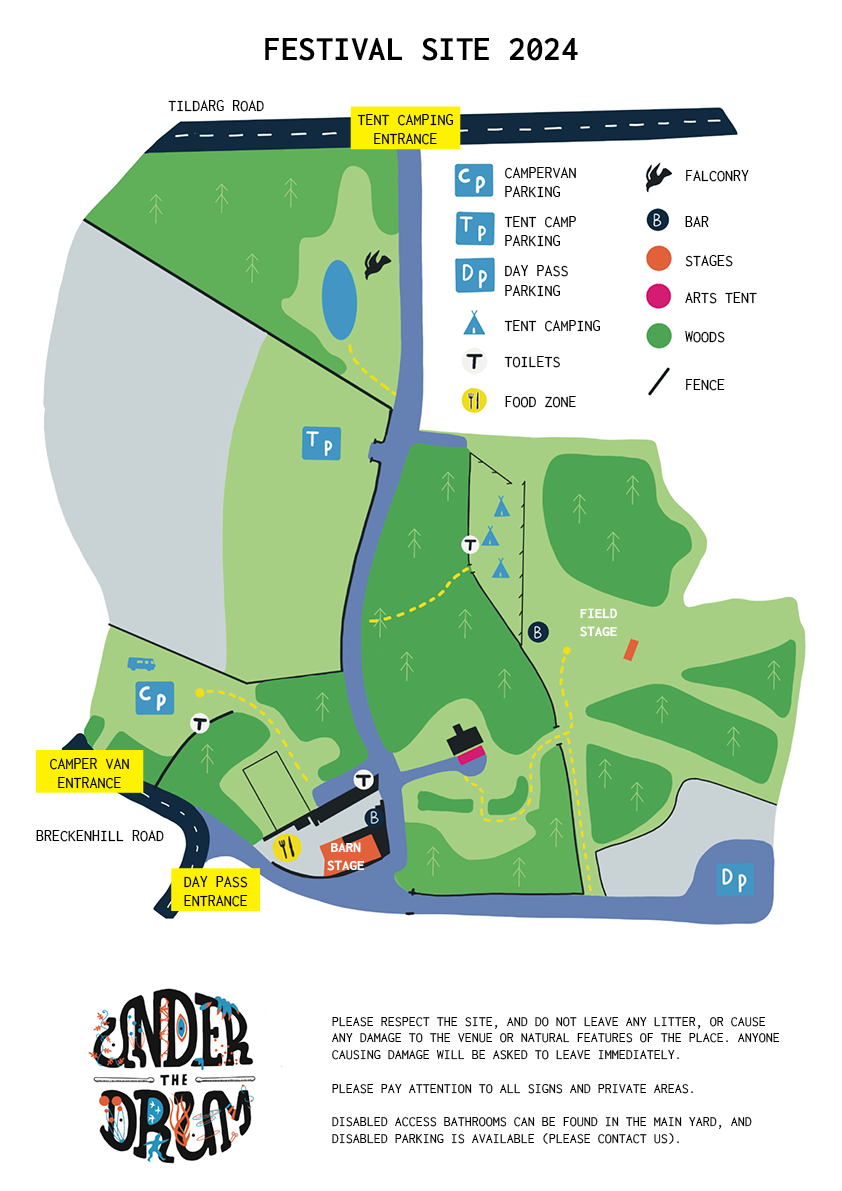 FESTIVAL SITE 2024
TILDARG ROAD
TENT CAMPING
ENTRANCE
Cp
CAMPERVAN
PARKING
Tp
TENT CAMP
PARKING
Dp
DAY PASS
PARKING
TENT CAMPING
T
TOILETS
FOOD ZONE
FALCONRY
B
BAR
STAGES
ARTS TENT
WOODS
FENCE
Tp
T
B
FIELD
STAGE
Cp
T
CAMPER VAN
ENTRANCE
T
B
BRECKENHILL ROAD
BARN
STAGE
DAY PASS
ENTRANCE
Dp
UNDER
THE
DRUM
PLEASE RESPECT THE SITE, AND DO NOT LEAVE ANY LITTER, OR CAUSE
ANY DAMAGE TO THE VENUE OR NATURAL FEATURES OF THE PLACE. ANYONE
CAUSING DAMAGE WILL BE ASKED TO LEAVE IMMEDIATELY.
PLEASE PAY ATTENTION TO ALL SIGNS AND PRIVATE AREAS.
DISABLED ACCESS BATHROOMS CAN BE FOUND IN THE MAIN YARD, AND
DISABLED PARKING IS AVAILABLE (PLEASE CONTACT US).